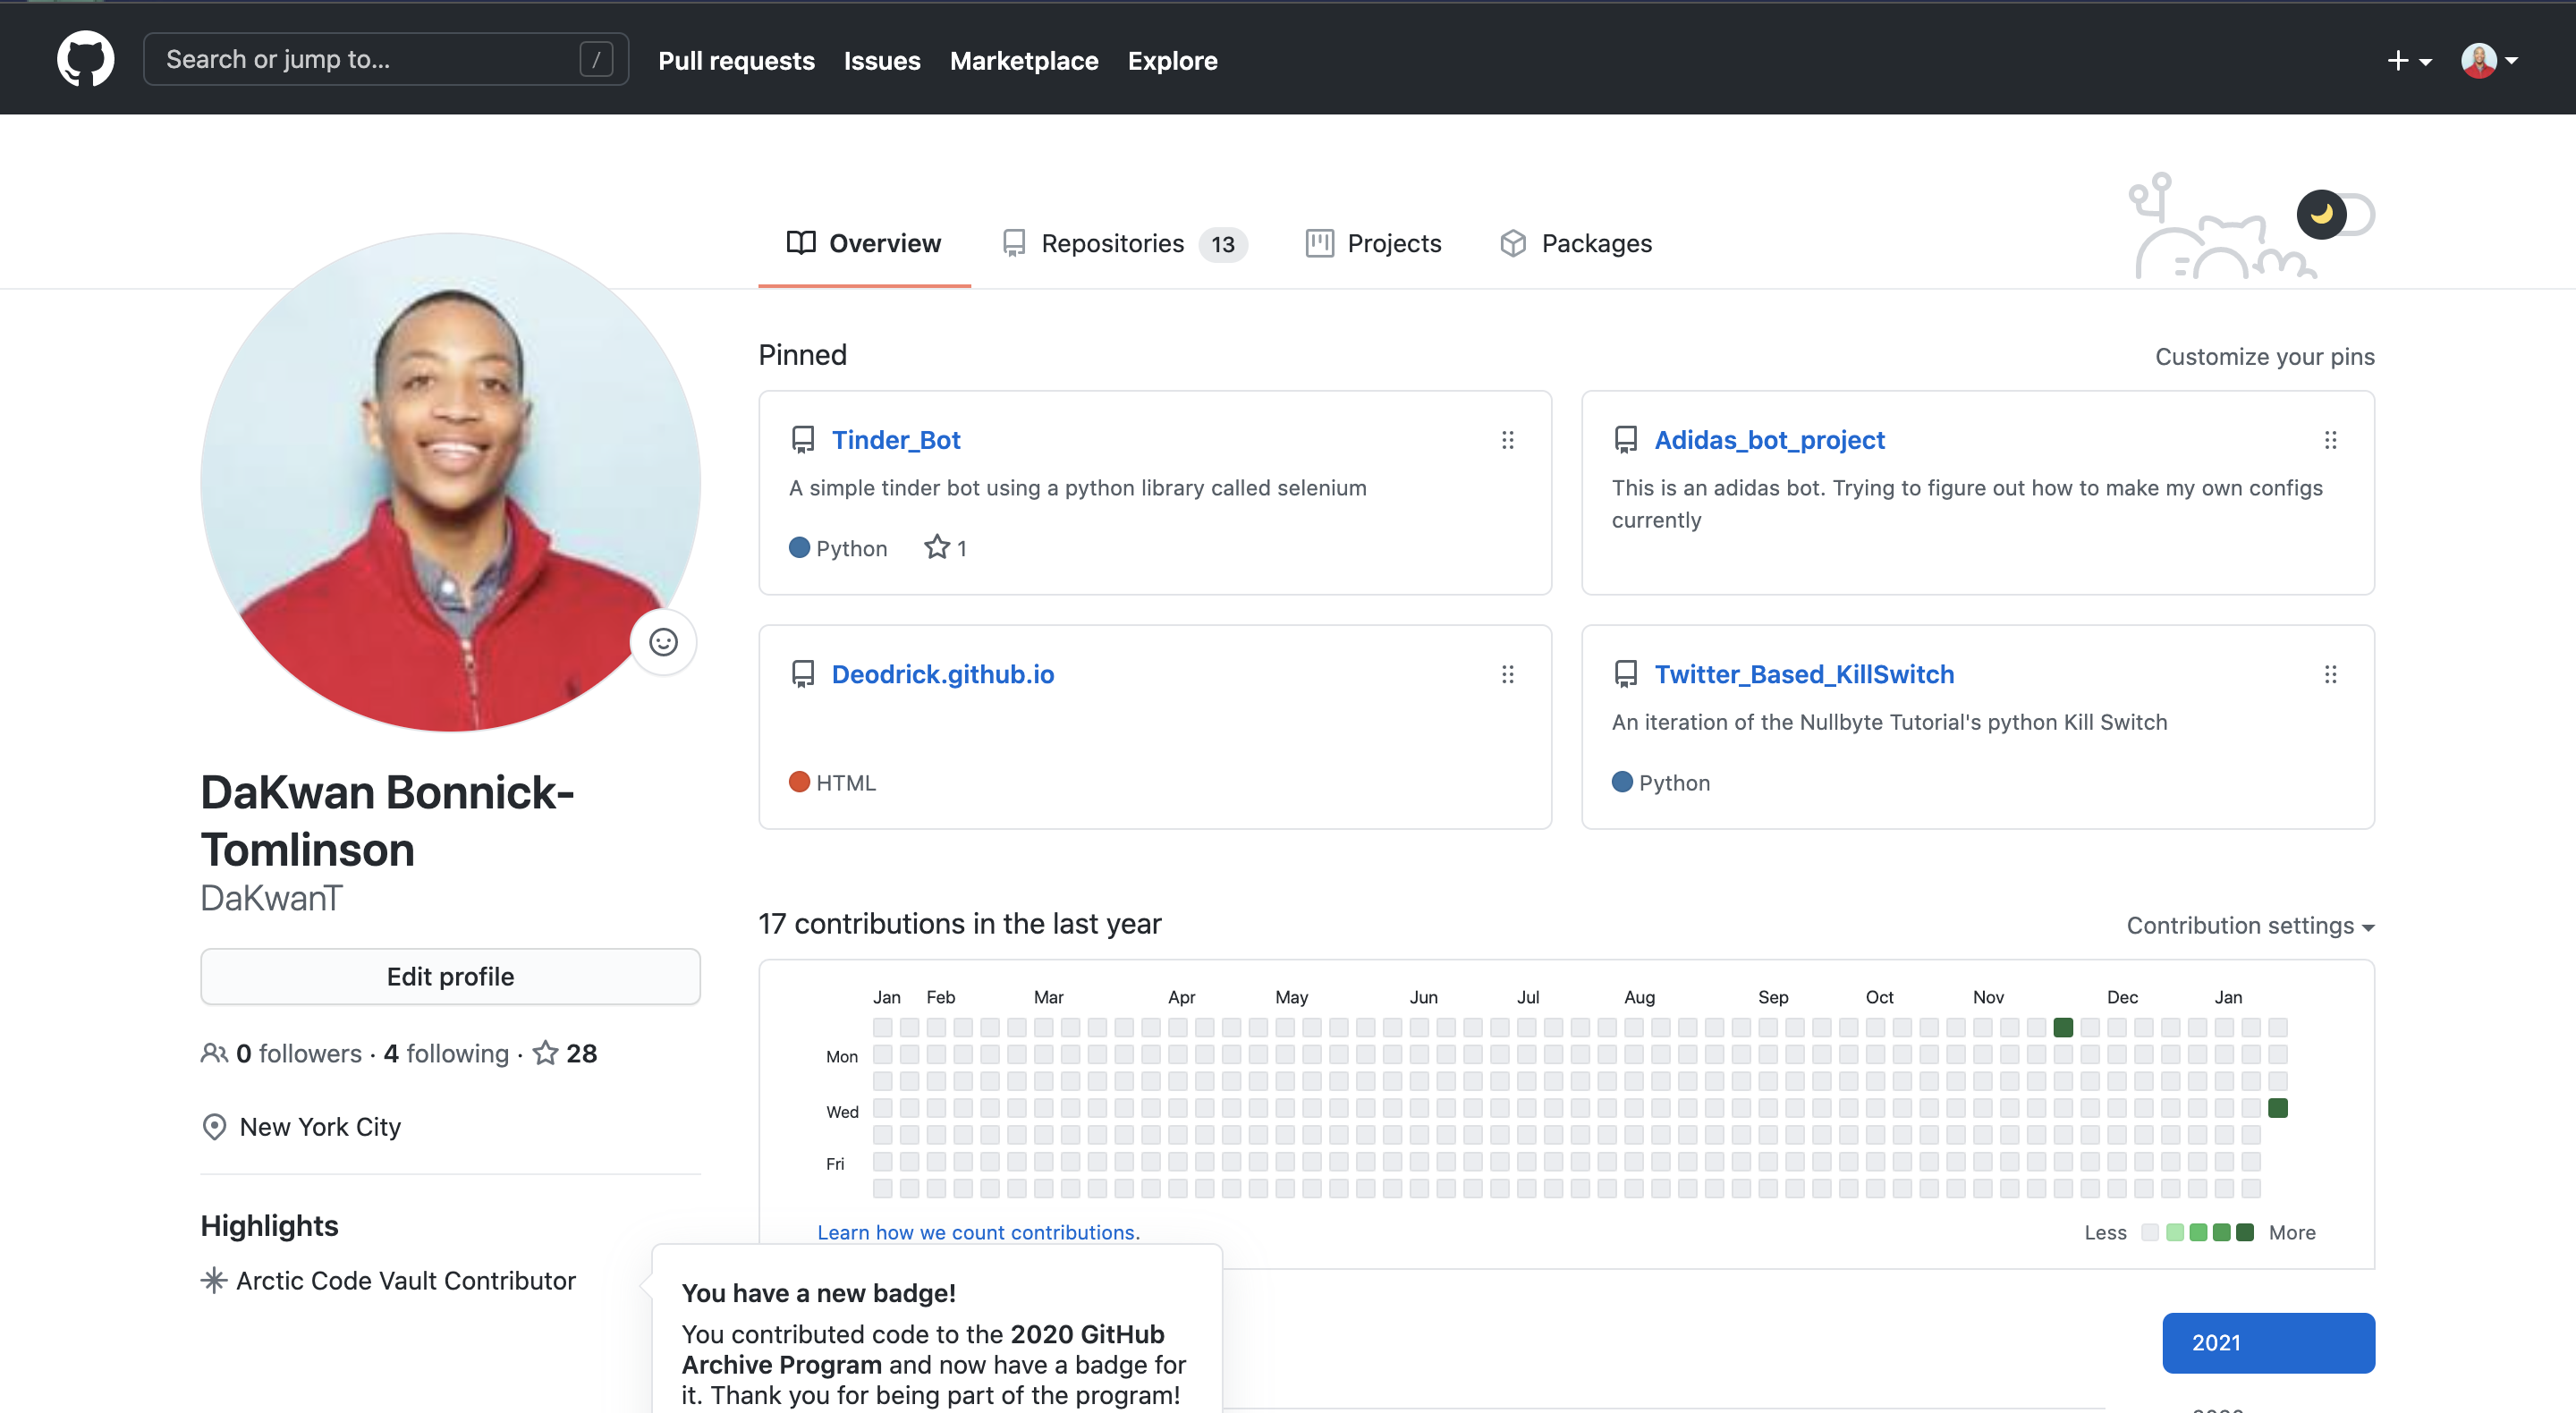 Search or jump to...
/
Pull requests
Issues
Marketplace
Explore
Overview
Repositories 13
Projects
Packages
DaKwan Bonnick-
Tomlinson
DaKwanT
Edit profile
0 followers · 4 following · 28
New York City
Highlights
Arctic Code Vault Contributor
Pinned
Customize your pins
Tinder_Bot
A simple tinder bot using a python library called selenium
Python 1
Adidas_bot_project
This is an adidas bot. Trying to figure out how to make my own configs
currently
Deodrick.github.io
HTML
Twitter_Based_KillSwitch
An iteration of the Nullbyte Tutorial's python Kill Switch
Python
17 contributions in the last year
Contribution settings
Jan Feb Mar Apr May Jun Jul Aug Sep Oct Nov Dec Jan
Mon
Wed
Fri
Learn how we count contributions.
Less More
You have a new badge!
You contributed code to the 2020 GitHub
Archive Program and now have a badge for
it. Thank you for being part of the program!
2021